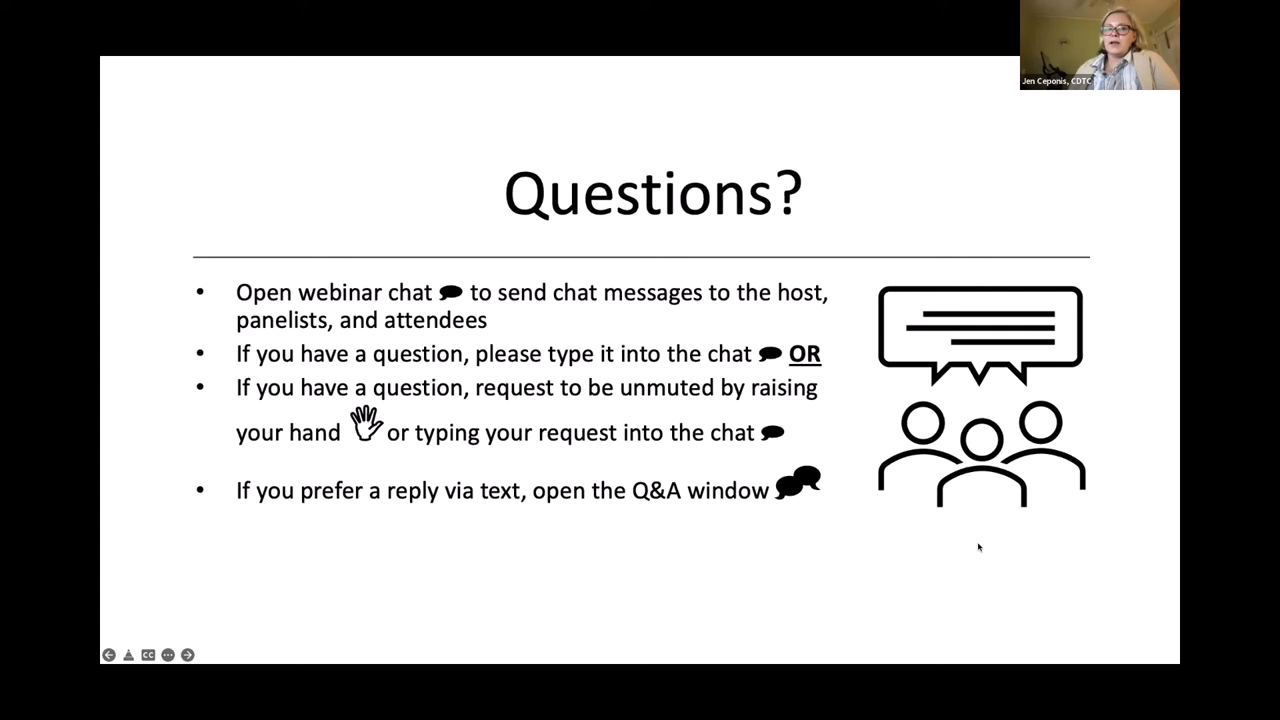 Jen Ceponis, CDTC
Questions?
• Open webinar chat to send chat messages to the host,
panelists, and attendees
• If you have a question, please type it into the chat OR
• If you have a question, request to be unmuted by raising
your hand or typing your request into the chat
• If you prefer a reply via text, open the Q&A window
CC